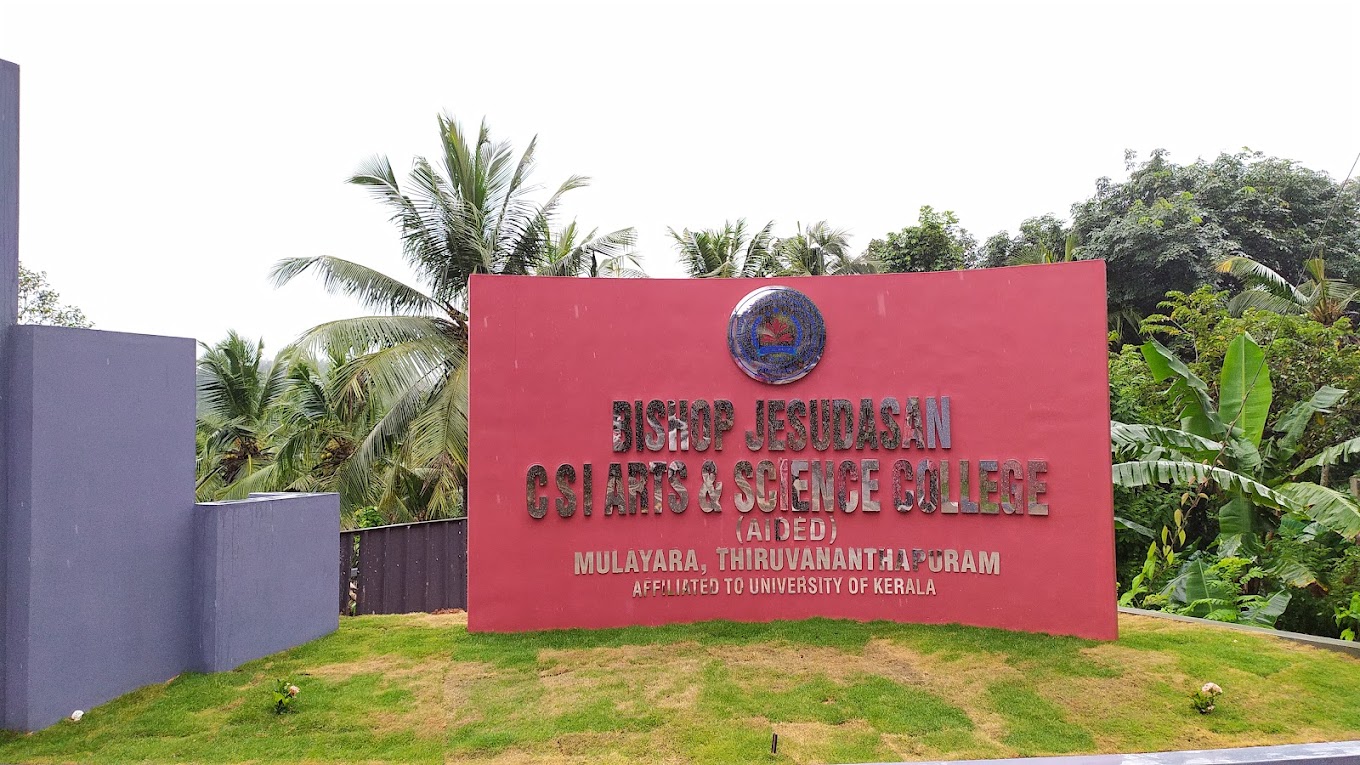 BISHOP JESUDASAN
C S I ARTS & SCIENCE COLLEGE
(AIDED)
MULAYARA, THIRUVANANTHAPURAM
AFFILIATED TO UNIVERSITY OF KERALA